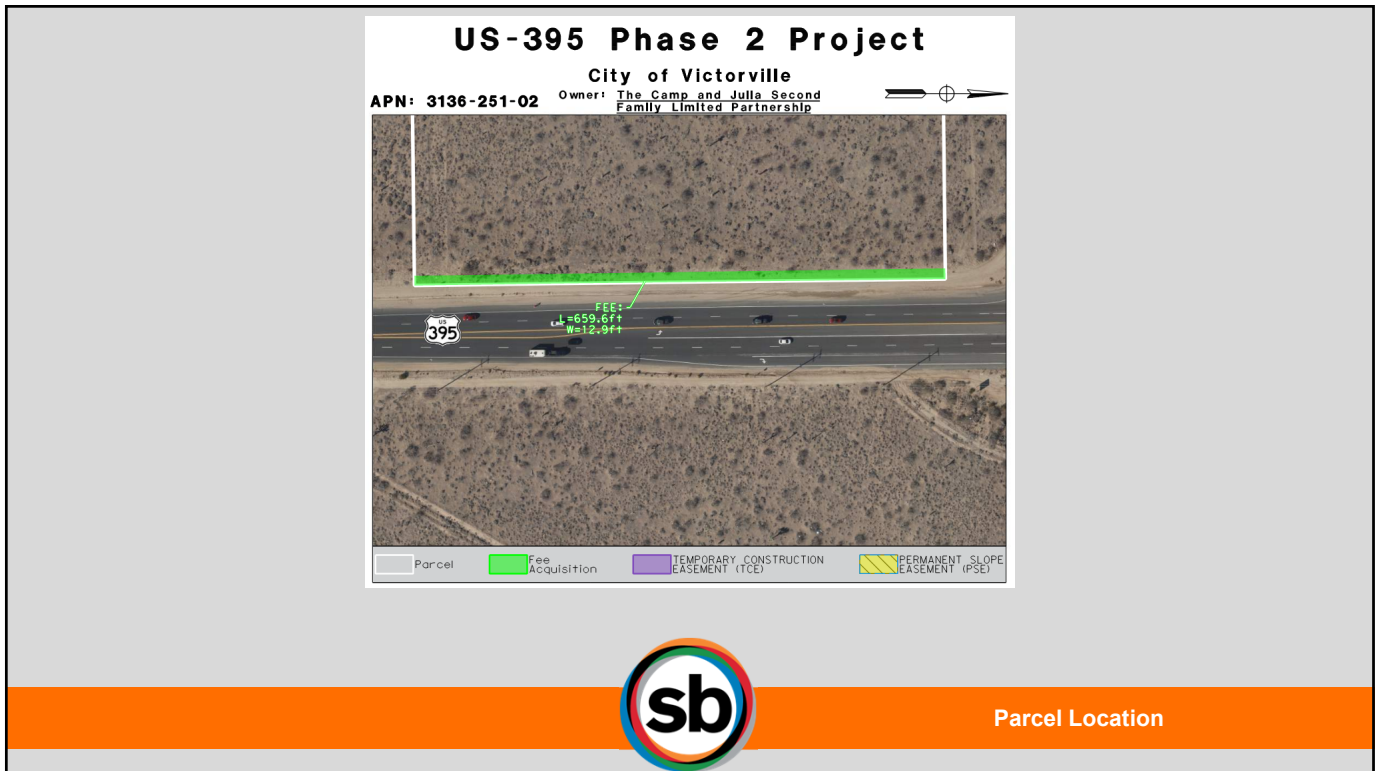 US-395 Phase 2 Project
City of Victorville
APN: 3136-251-02
Owner: The Camp and Julia Second
Family Limited Partnership
FEE:
L=659.6ft
W=12.9ft
US
395
Parcel
Fee
Acquisition
TEMPORARY CONSTRUCTION
EASEMENT (TCE)
PERMANENT SLOPE
EASEMENT (PSE)
sb
Parcel Location